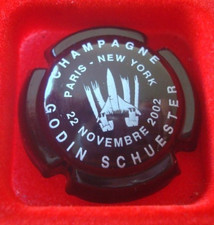 CHAMPAGNE
PARIS - NEW YORK
22 NOVEMBRE 2002
GODIN SCHUESTER